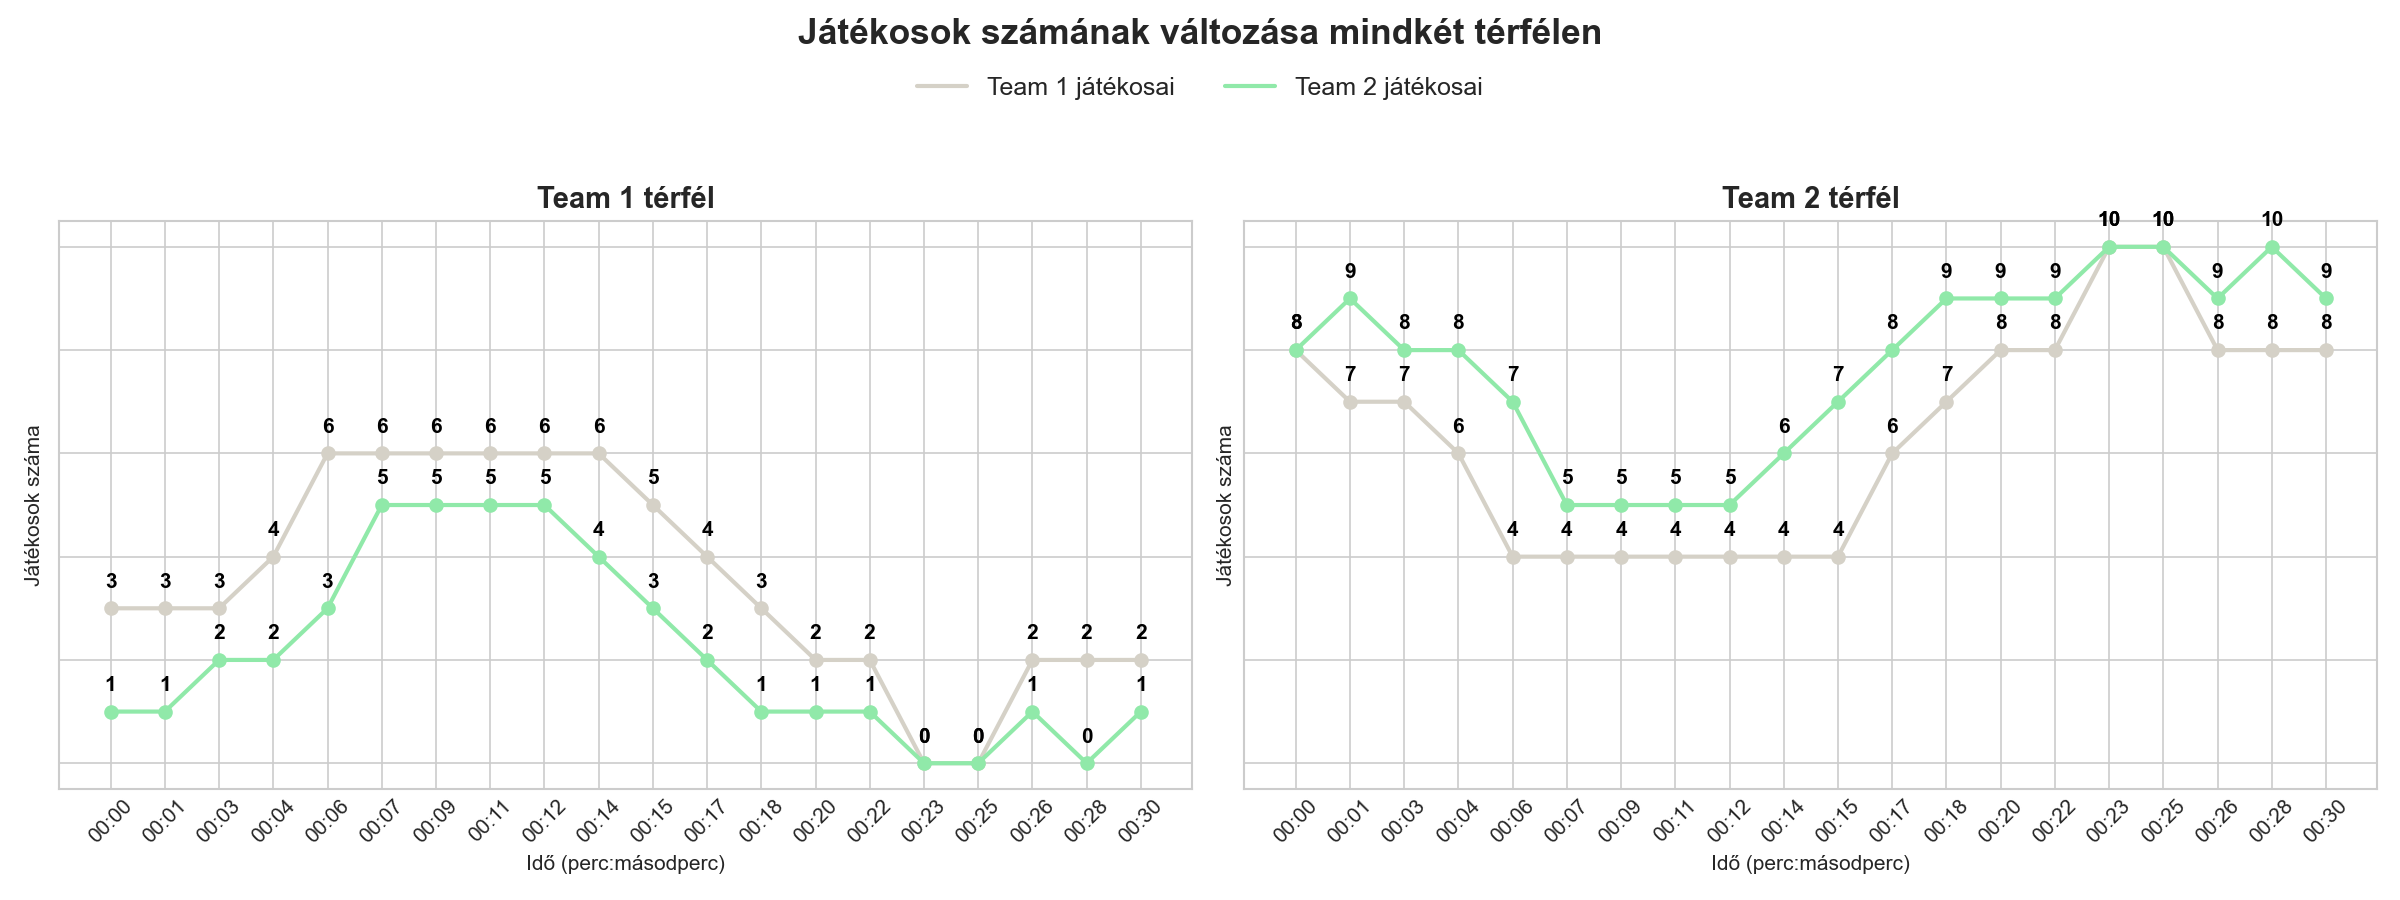 Játékosok számának változása mindkét térfélen
Team 1 játékosai
Team 2 játékosai
Team 1 térfél
Játékosok száma
3 3 3 4 6 6 6 6 6 6 5 4 3 2 2 0 0 2 2 2
1 1 2 2 3 5 5 5 5 4 3 2 1 1 1 0 0 1 0 1
00:00 00:01 00:03 00:04 00:06 00:07 00:09 00:11 00:12 00:14 00:15 00:17 00:18 00:20 00:22 00:23 00:25 00:26 00:28 00:30
Idő (perc:másodperc)
Team 2 térfél
Játékosok száma
8 9 8 8 7 5 5 5 5 6 7 8 9 9 9 10 10 9 10 9
8 7 7 6 4 4 4 4 4 4 4 6 7 8 8 10 10 8 8 8
00:00 00:01 00:03 00:04 00:06 00:07 00:09 00:11 00:12 00:14 00:15 00:17 00:18 00:20 00:22 00:23 00:25 00:26 00:28 00:30
Idő (perc:másodperc)